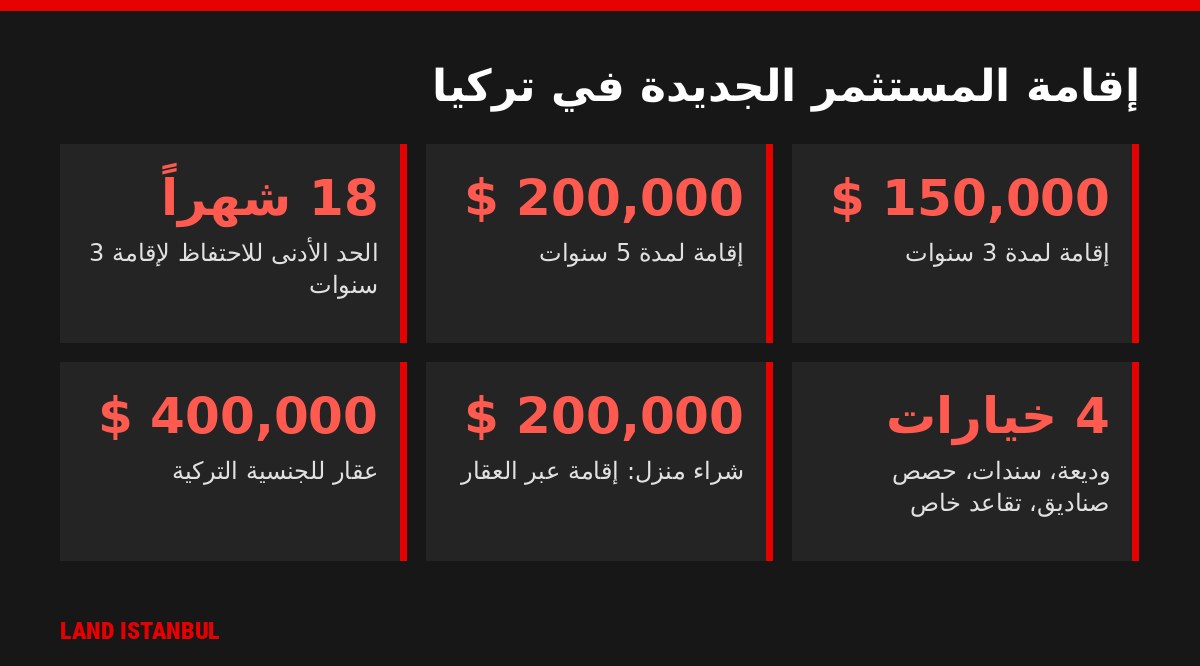 إقامة المستثمر الجديدة في تركيا
150,000 $
إقامة لمدة 3 سنوات
200,000 $
إقامة لمدة 5 سنوات
18 شهراً
الحد الأدنى للاحتفاظ لإقامة 3
سنوات
4 خيارات
وديعة، سندات، حصص
صناديق، تقاعد خاص
200,000 $
شراء منزل: إقامة عبر العقار
400,000 $
عقار للجنسية التركية
LAND ISTANBUL